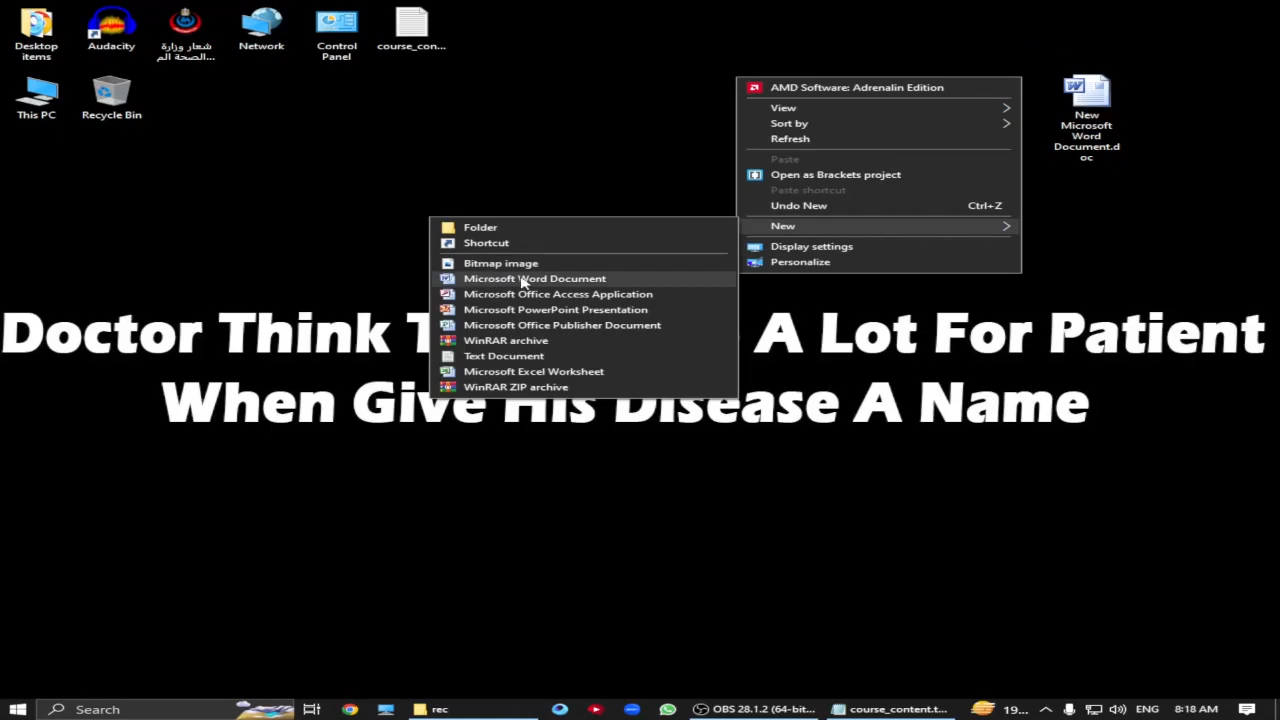 Desktop
items
Audacity
شعار وزارة
الصحة الم...
Network
Control
Panel
course_con...
This PC
Recycle Bin
New
Microsoft
Word
Document.d
oc
AMD Software: Adrenalin Edition
View
Sort by
Refresh
Paste
Open as Brackets project
Paste shortcut
Undo New Ctrl+Z
New
Display settings
Personalize
Folder
Shortcut
Bitmap image
Microsoft Word Document
Microsoft Office Access Application
Microsoft PowerPoint Presentation
Microsoft Office Publisher Document
WinRAR archive
Text Document
Microsoft Excel Worksheet
WinRAR ZIP archive
Doctor Think T A Lot For Patient
When Give His Disease A Name
Search
rec
OBS 28.1.2 (64-bit...
course_content.t...
19...
ENG
8:18 AM